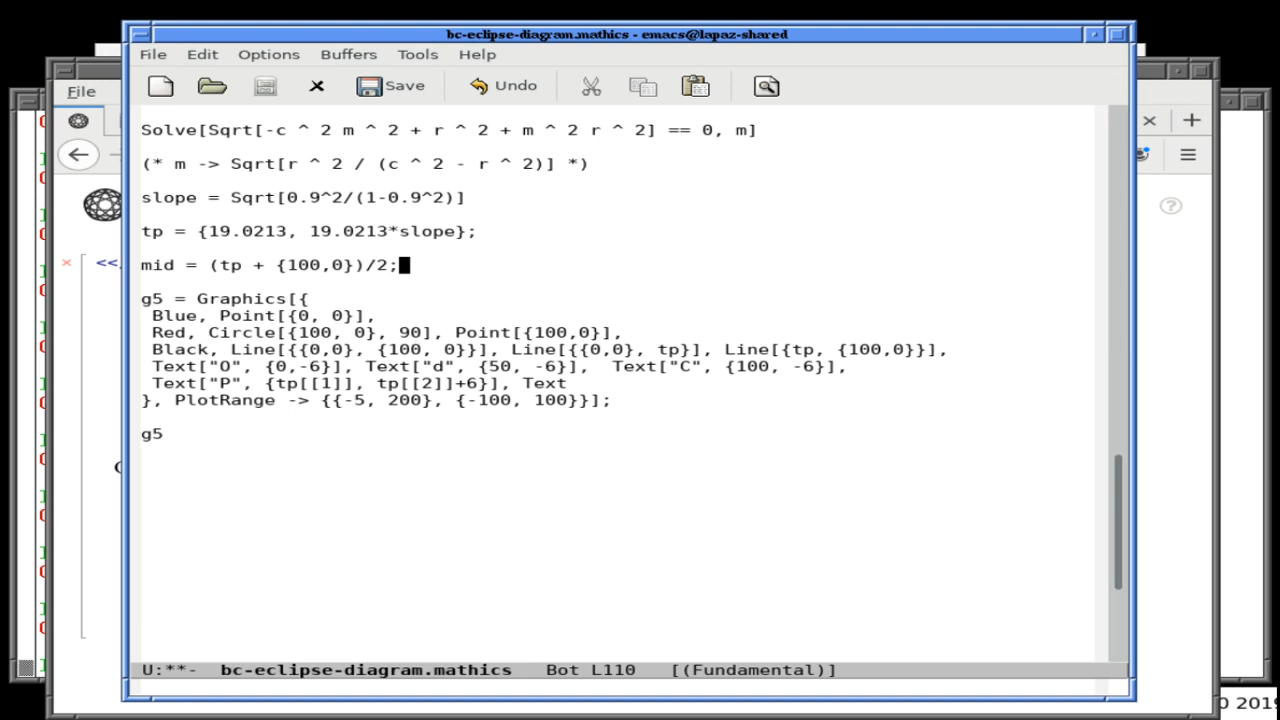 bc-eclipse-diagram.mathics - emacs@lapaz-shared
File Edit Options Buffers Tools Help
Save Undo
File
Solve[Sqrt[-c ^ 2 m ^ 2 + r ^ 2 + m ^ 2 r ^ 2] == 0, m]
(* m -> Sqrt[r ^ 2 / (c ^ 2 - r ^ 2)] *)
slope = Sqrt[0.9^2/(1-0.9^2)]
tp = {19.0213, 19.0213*slope};
<<
mid = (tp + {100,0})/2;
g5 = Graphics[{
Blue, Point[{0, 0}],
Red, Circle[{100, 0}, 90], Point[{100,0}],
Black, Line[{{0,0}, {100, 0}}], Line[{{0,0}, tp}], Line[{tp, {100,0}}],
Text["O", {0,-6}], Text["d", {50, -6}],  Text["C", {100, -6}],
Text["P", {tp[[1]], tp[[2]]+6}], Text
}, PlotRange -> {{-5, 200}, {-100, 100}}];
g5
U:**-  bc-eclipse-diagram.mathics   Bot L110   [(Fundamental)]